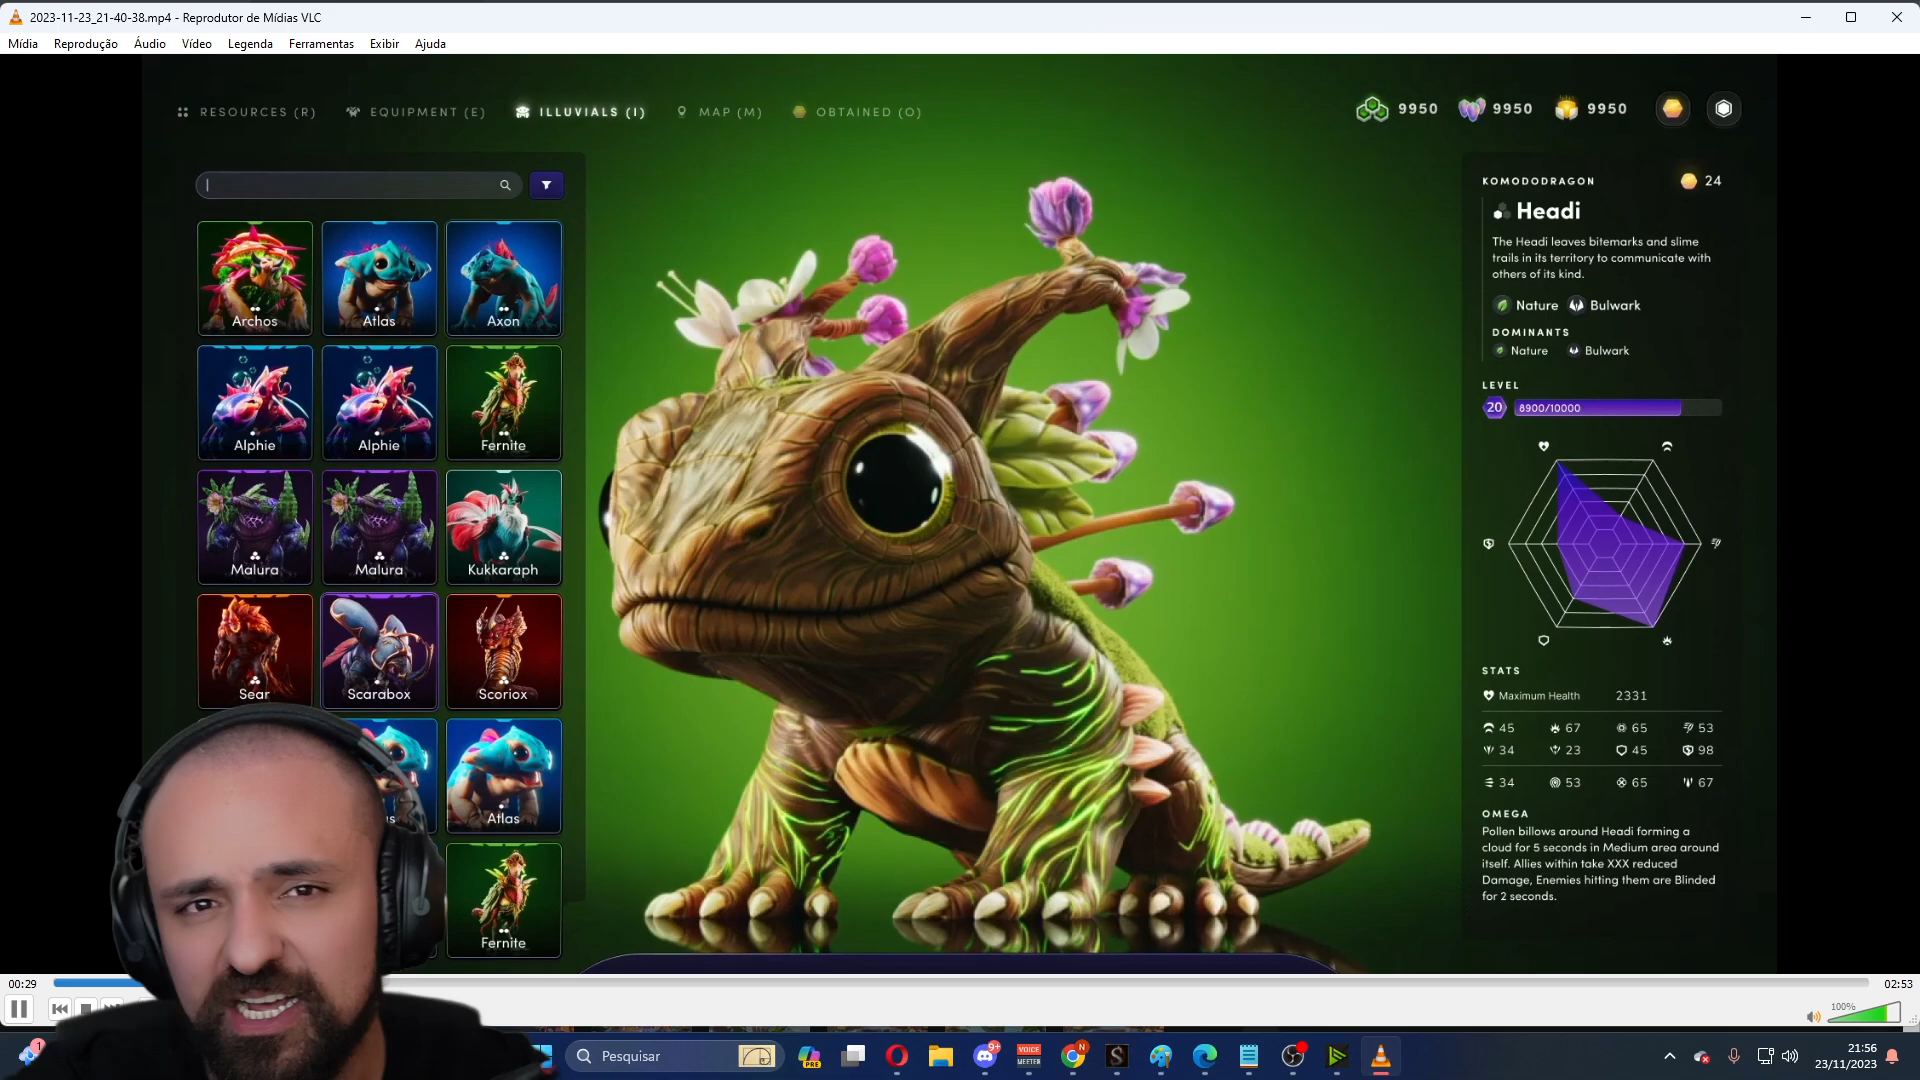 2023-11-23_21-40-38.mp4 - Reprodutor de Mídias VLC
Mídia Reprodução Áudio Vídeo Legenda Ferramentas Exibir Ajuda
RESOURCES (R) EQUIPMENT (E) ILLUVIALS (I) MAP (M) OBTAINED (O)
9950 9950 9950
Archos Atlas Axon
Alphie Alphie Fernite
Malura Malura Kukkaraph
Sear Scarabox Scoriox
s Atlas
Fernite
KOMODODRAGON 24
Headi
The Headi leaves bitemarks and slime
trails in its territory to communicate with
others of its kind.
Nature Bulwark
DOMINANTS
Nature Bulwark
LEVEL
20 8900/10000
STATS
Maximum Health 2331
45 67 65 53
34 23 45 98
34 53 65 67
OMEGA
Pollen billows around Headi forming a
cloud for 5 seconds in Medium area around
itself. Allies within take XXX reduced
Damage, Enemies hitting them are Blinded
for 2 seconds.
00:29 02:53
100%
1 Pesquisar PRE 9+ VOICE MEETER N S
21:56
23/11/2023